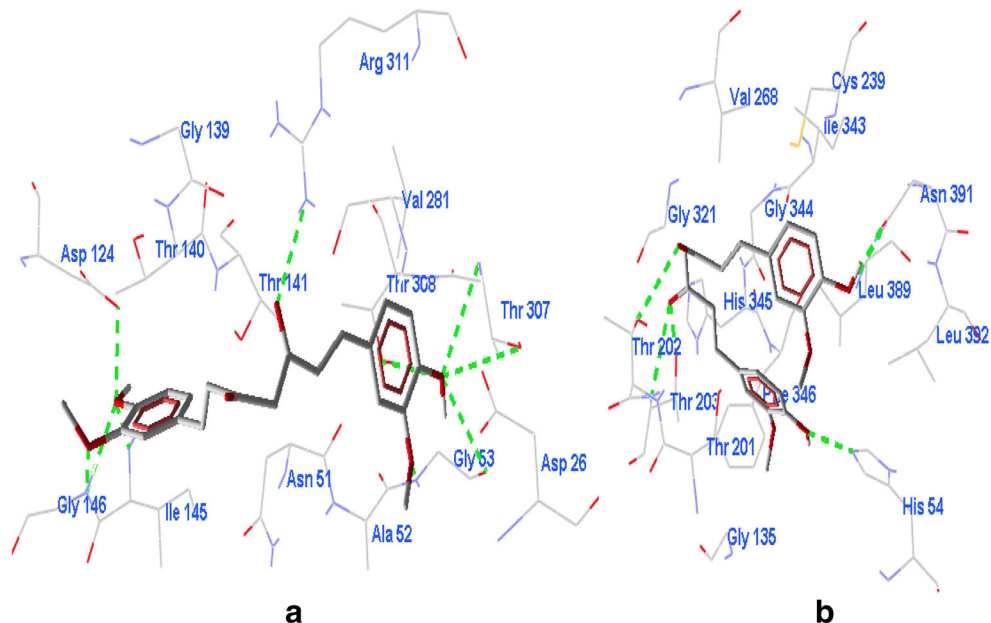 Arg 311
Gly 139
Val 281
Asp 124
Thr 140
Thr 141
Thr 308
Thr 307
Gly 146
Ile 145
Asn 51
Ala 52
Gly 53
Asp 26
a
Cys 239
Val 268
Ile 343
Asn 391
Gly 321
Gly 344
Leu 389
His 345
Leu 392
Thr 202
Thr 203
Phe 346
Thr 201
His 54
Gly 135
b